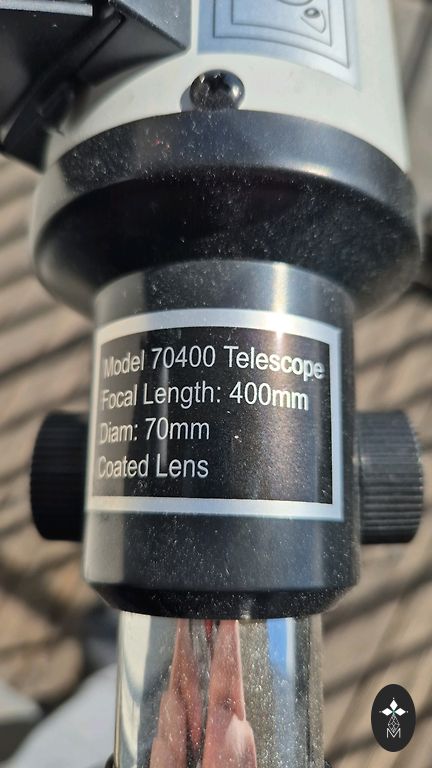 Model 70400 Telescope
Focal Length: 400mm
Diam: 70mm
Coated Lens